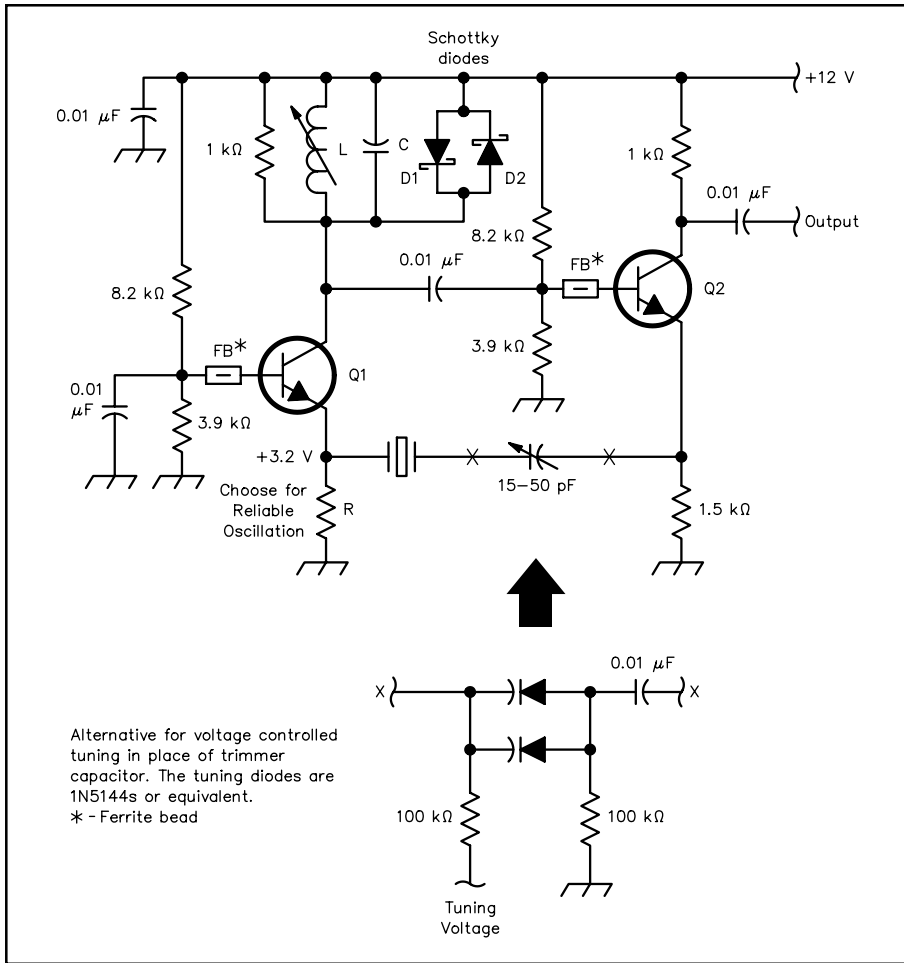 Schottky
diodes
+12 V
0.01 µF
1 kΩ
L
C
D1
D2
1 kΩ
0.01 µF
Output
8.2 kΩ
0.01 µF
FB*
Q2
8.2 kΩ
3.9 kΩ
FB*
Q1
0.01
µF
3.9 kΩ
+3.2 V
X
X
15–50 pF
Choose for
Reliable
Oscillation
R
1.5 kΩ
0.01 µF
X
X
Alternative for voltage controlled
tuning in place of trimmer
capacitor. The tuning diodes are
1N5144s or equivalent.
* - Ferrite bead
100 kΩ
100 kΩ
Tuning
Voltage